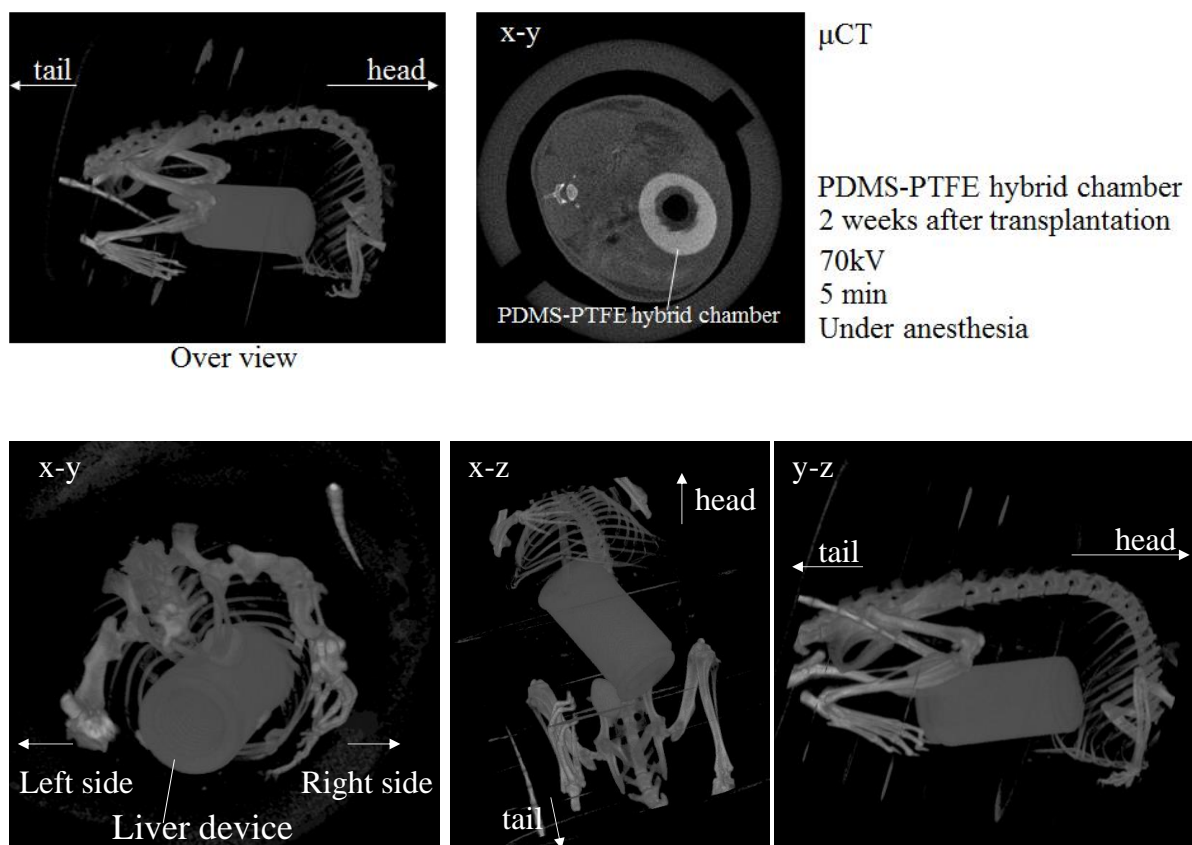 tail
head
Over view
x-y
PDMS-PTFE hybrid chamber
μCT
PDMS-PTFE hybrid chamber
2 weeks after transplantation
70kV
5 min
Under anesthesia
x-y
Left side
Right side
Liver device
x-z
head
tail
y-z
tail
head